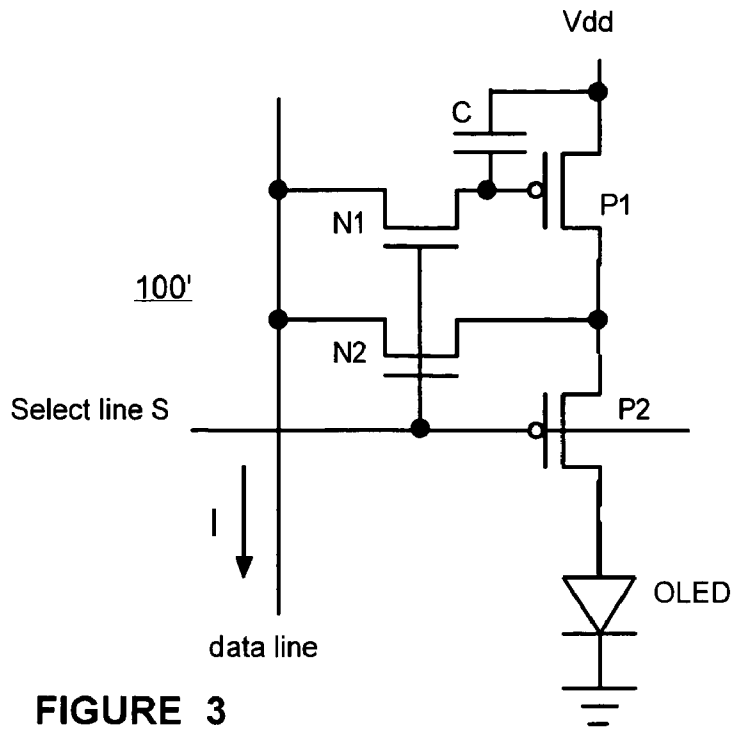 Vdd
C
P1
N1
100'
N2
Select line S
P2
I
OLED
data line
FIGURE 3